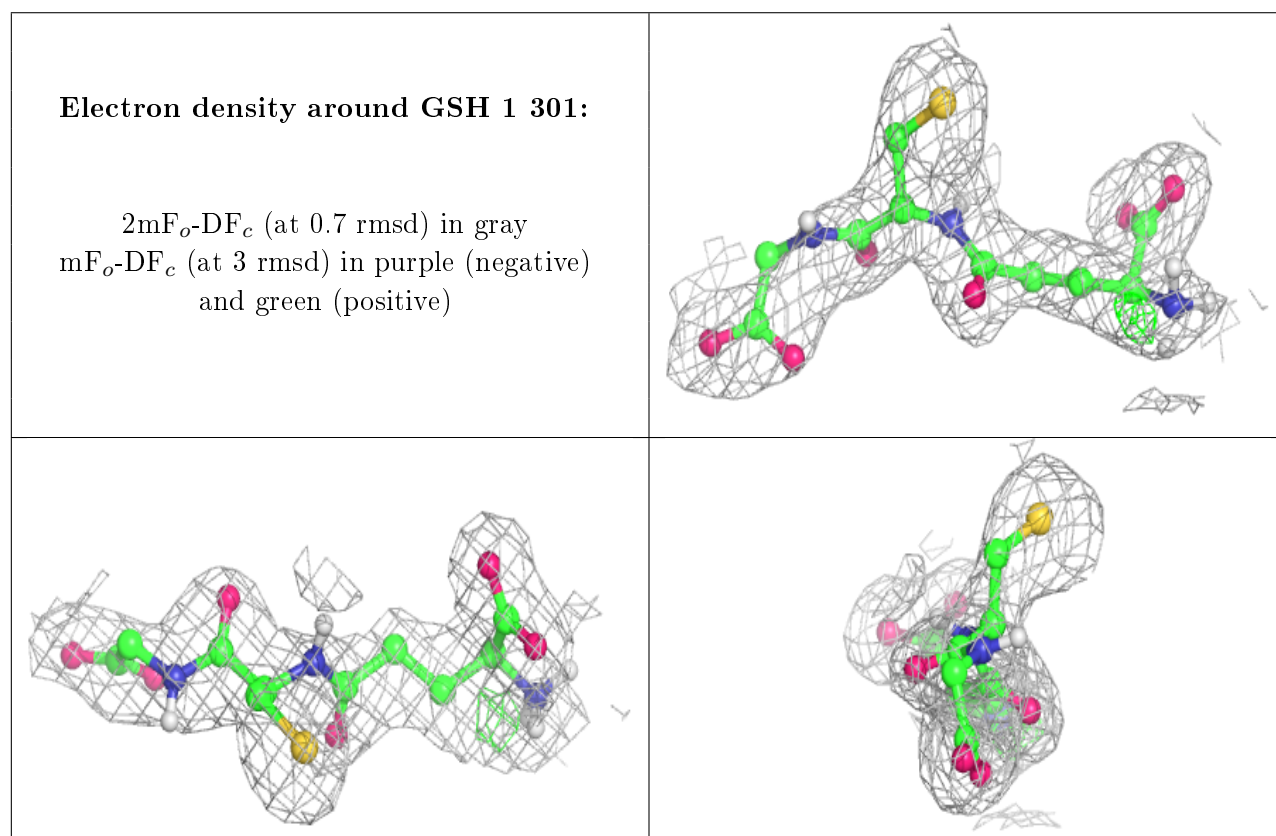 Electron density around GSH 1 301:
2mFo-DFc (at 0.7 rmsd) in gray
mFo-DFc (at 3 rmsd) in purple (negative)
and green (positive)